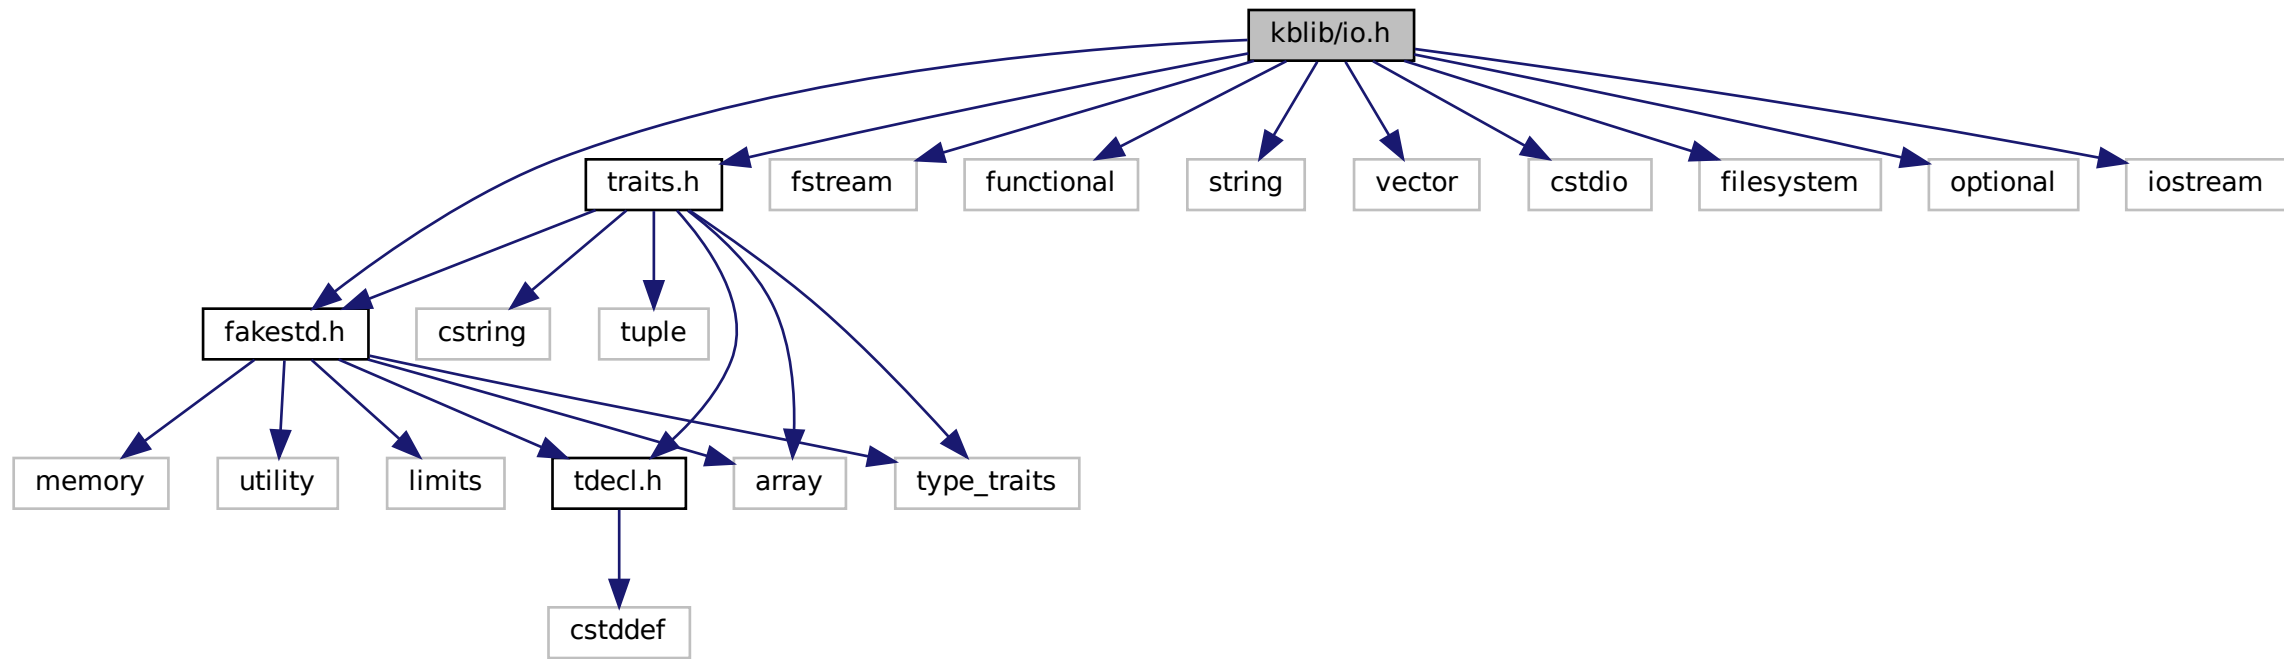 kblib/io.h
traits.h
fstream
functional
string
vector
cstdio
filesystem
optional
iostream
fakestd.h
cstring
tuple
memory
utility
limits
tdecl.h
array
type_traits
cstddef